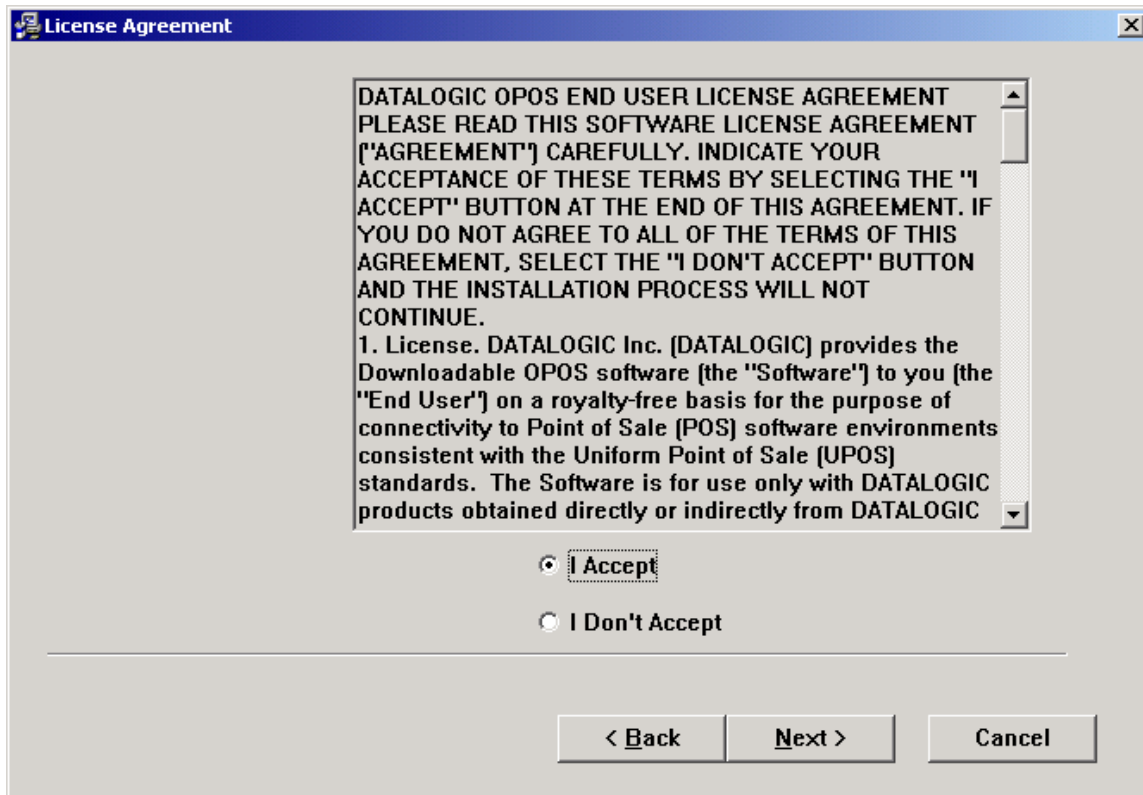 License Agreement
DATALOGIC OPOS END USER LICENSE AGREEMENT
PLEASE READ THIS SOFTWARE LICENSE AGREEMENT
("AGREEMENT") CAREFULLY. INDICATE YOUR
ACCEPTANCE OF THESE TERMS BY SELECTING THE "I
ACCEPT" BUTTON AT THE END OF THIS AGREEMENT. IF
YOU DO NOT AGREE TO ALL OF THE TERMS OF THIS
AGREEMENT, SELECT THE "I DON'T ACCEPT" BUTTON
AND THE INSTALLATION PROCESS WILL NOT
CONTINUE.
1. License. DATALOGIC Inc. (DATALOGIC) provides the
Downloadable OPOS software (the "Software") to you (the
"End User") on a royalty-free basis for the purpose of
connectivity to Point of Sale (POS) software environments
consistent with the Uniform Point of Sale (UPOS)
standards.  The Software is for use only with DATALOGIC
products obtained directly or indirectly from DATALOGIC
I Accept
I Don't Accept
< Back
Next >
Cancel